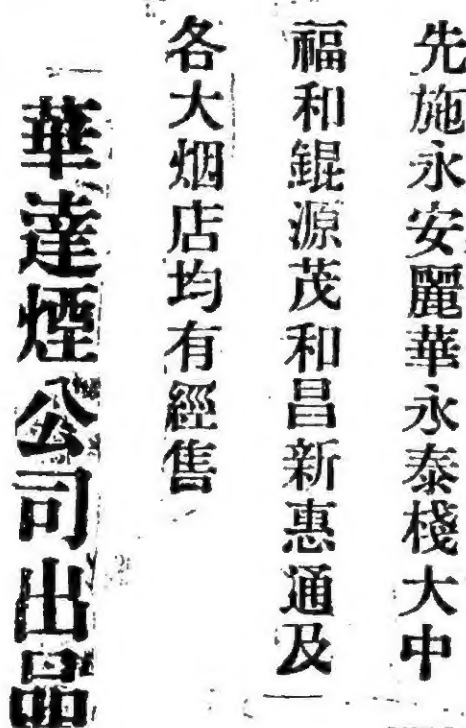 先施永安麗華永泰棧大中
福和錕源茂和昌新惠通及
各大烟店均有經售
華達煙公司出品